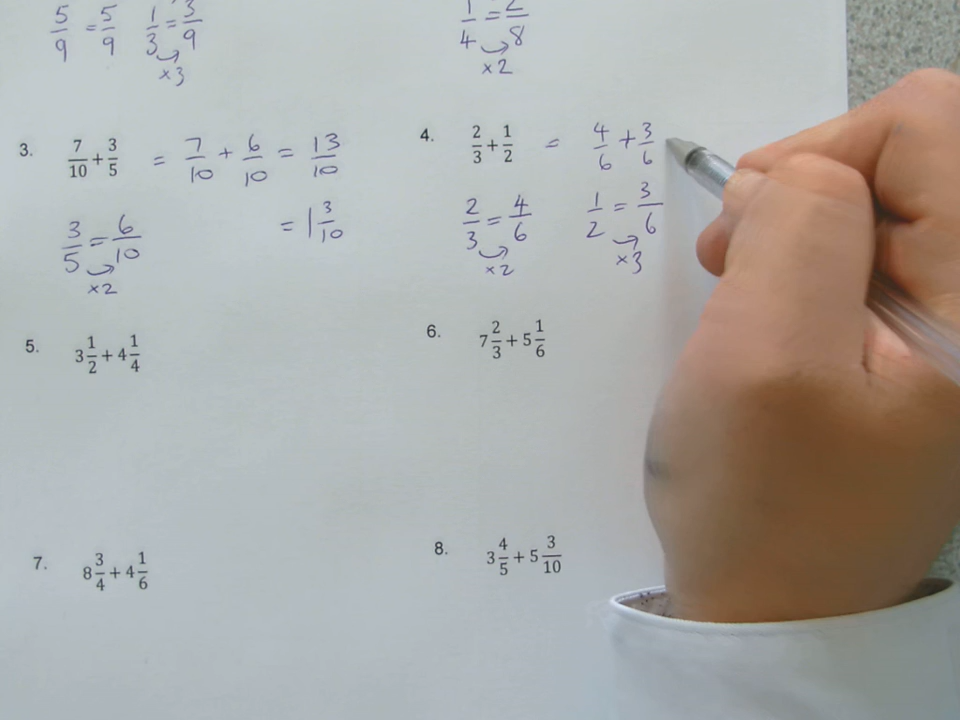 5/9 = 5/9 1/3 = 3/9
×3
1/4 = 2/8
×2
3. 7/10 + 3/5 = 7/10 + 6/10 = 13/10
= 1 3/10
3/5 = 6/10
×2
4. 2/3 + 1/2 = 4/6 + 3/6
2/3 = 4/6 1/2 = 3/6
×2 ×3
5. 3 1/2 + 4 1/4
6. 7 2/3 + 5 1/6
7. 8 3/4 + 4 1/6
8. 3 4/5 + 5 3/10